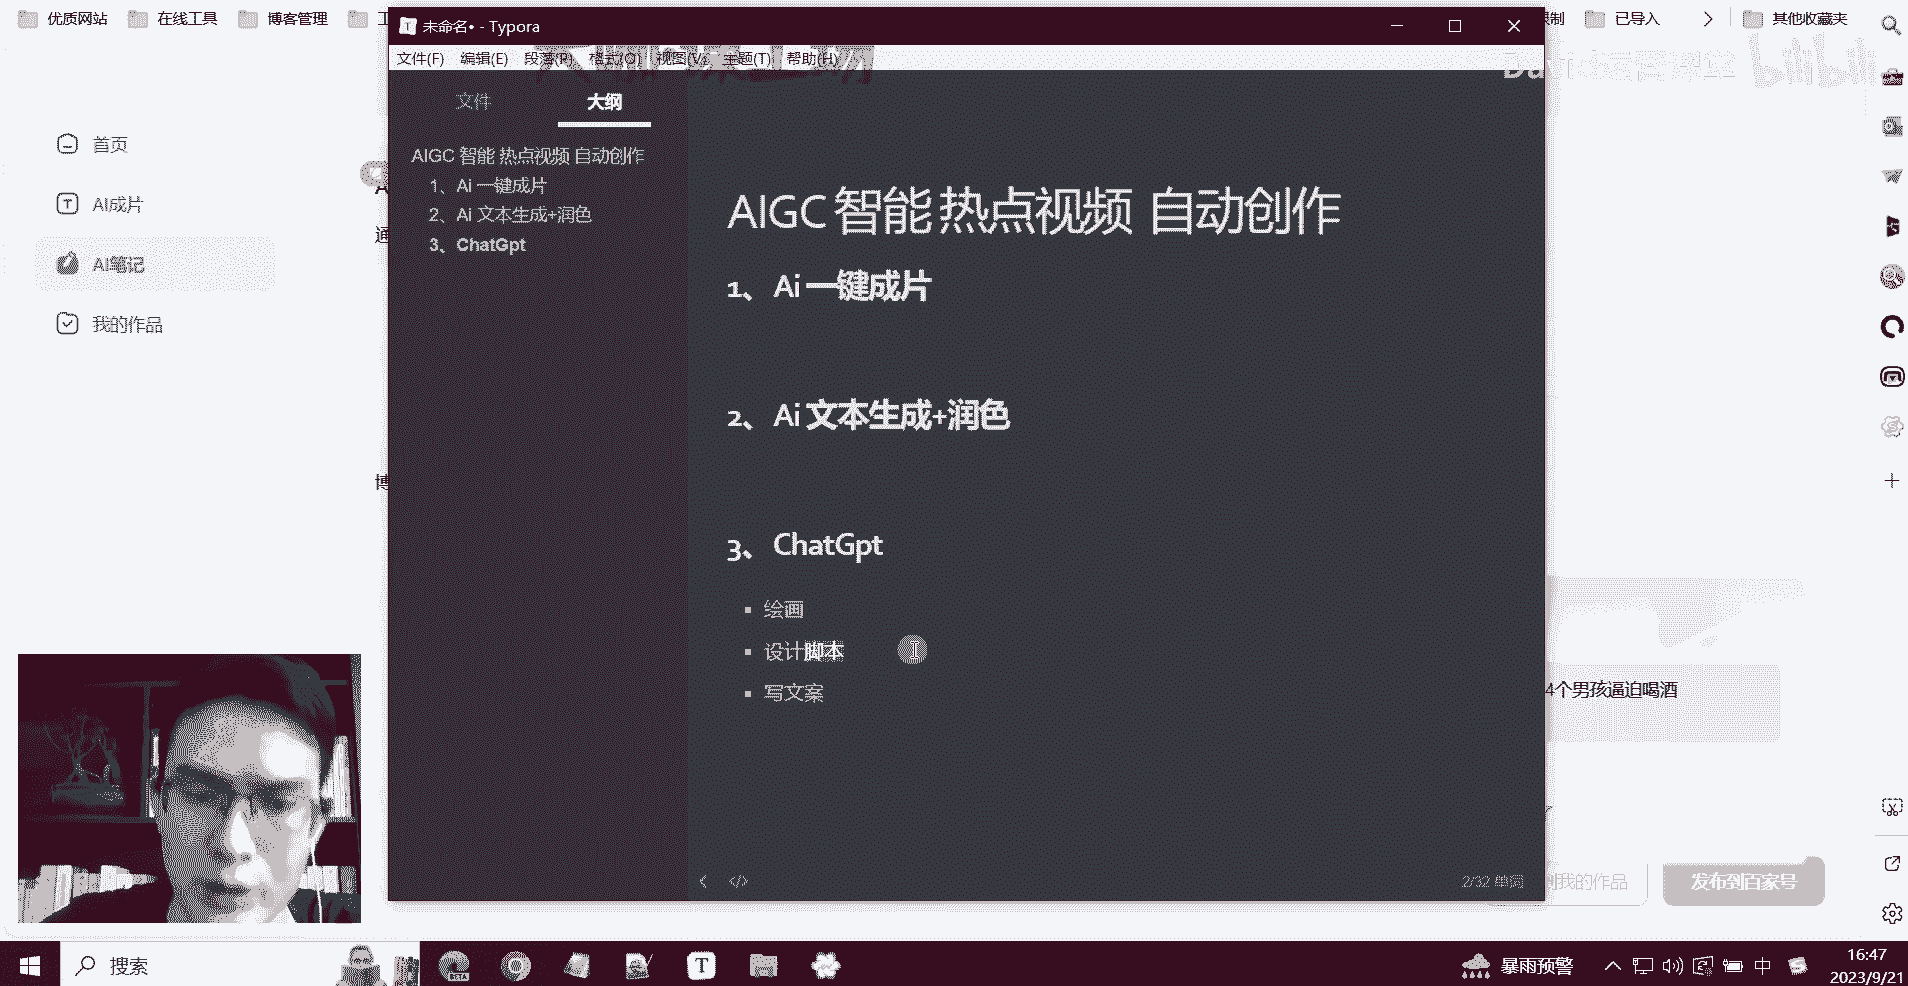 优质网站
在线工具
博客管理
已导入
其他收藏夹
未命名• - Typora
文件(F) 编辑(E) 段落(P) 格式(O) 视图(V) 主题(T) 帮助(H)
bilibili
文件
大纲
AIGC 智能 热点视频 自动创作
1、Ai 一键成片
2、Ai 文本生成+润色
3、ChatGpt
首页
AI成片
AI笔记
我的作品
通
博
AIGC 智能 热点视频 自动创作
1、 Ai 一键成片
2、 Ai 文本生成+润色
3、 ChatGpt
绘画
设计脚本
写文案
4个男孩逼迫喝酒
2/32 单词
我的作品
发布到百家号
搜索
BETA
T
暴雨预警
中
16:47
2023/9/21